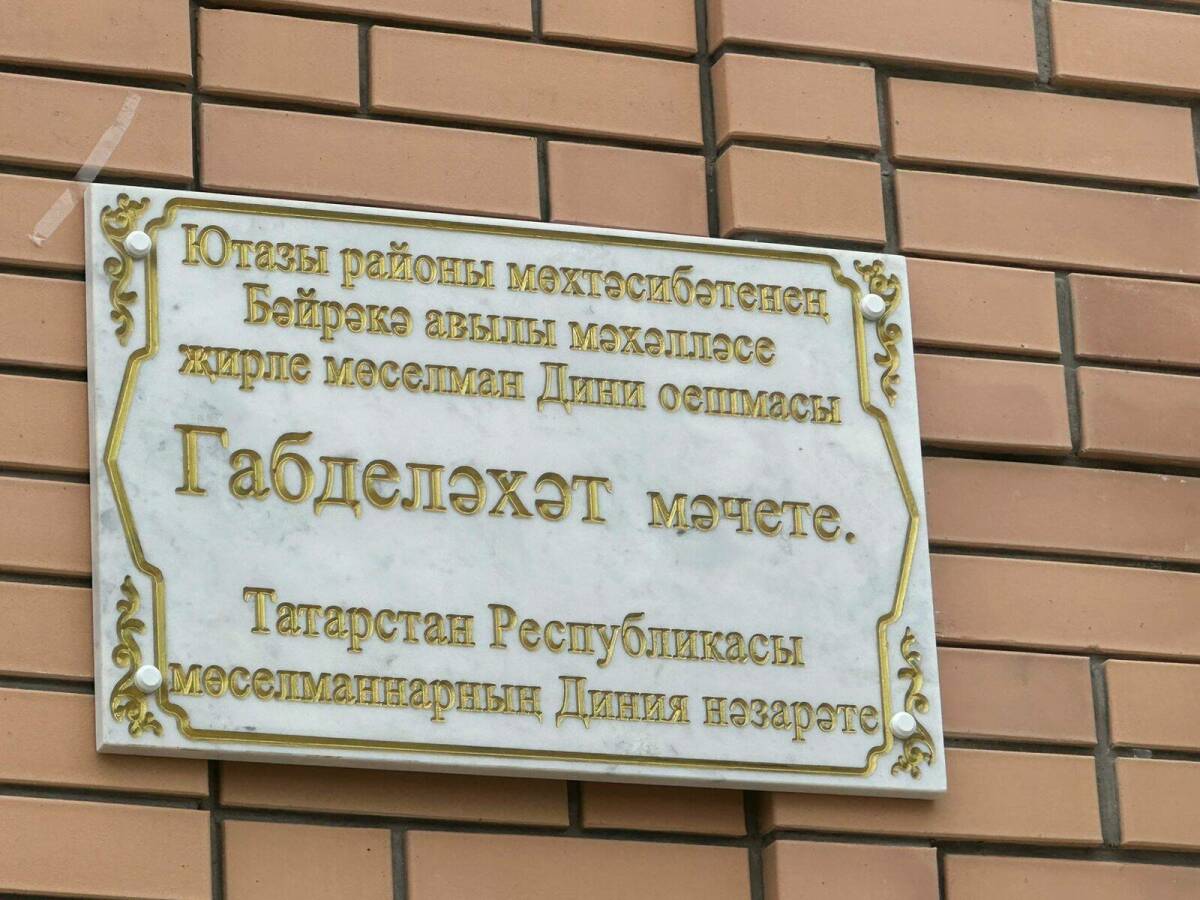 Ютазы районы мөхтәсибәтенең
Бәйрәкә авылы мәхәлләсе
җирле мөселман Дини оешмасы
Габделәхәт мәчете.
Татарстан Республикасы
мөселманнарның Диния нәзарәте